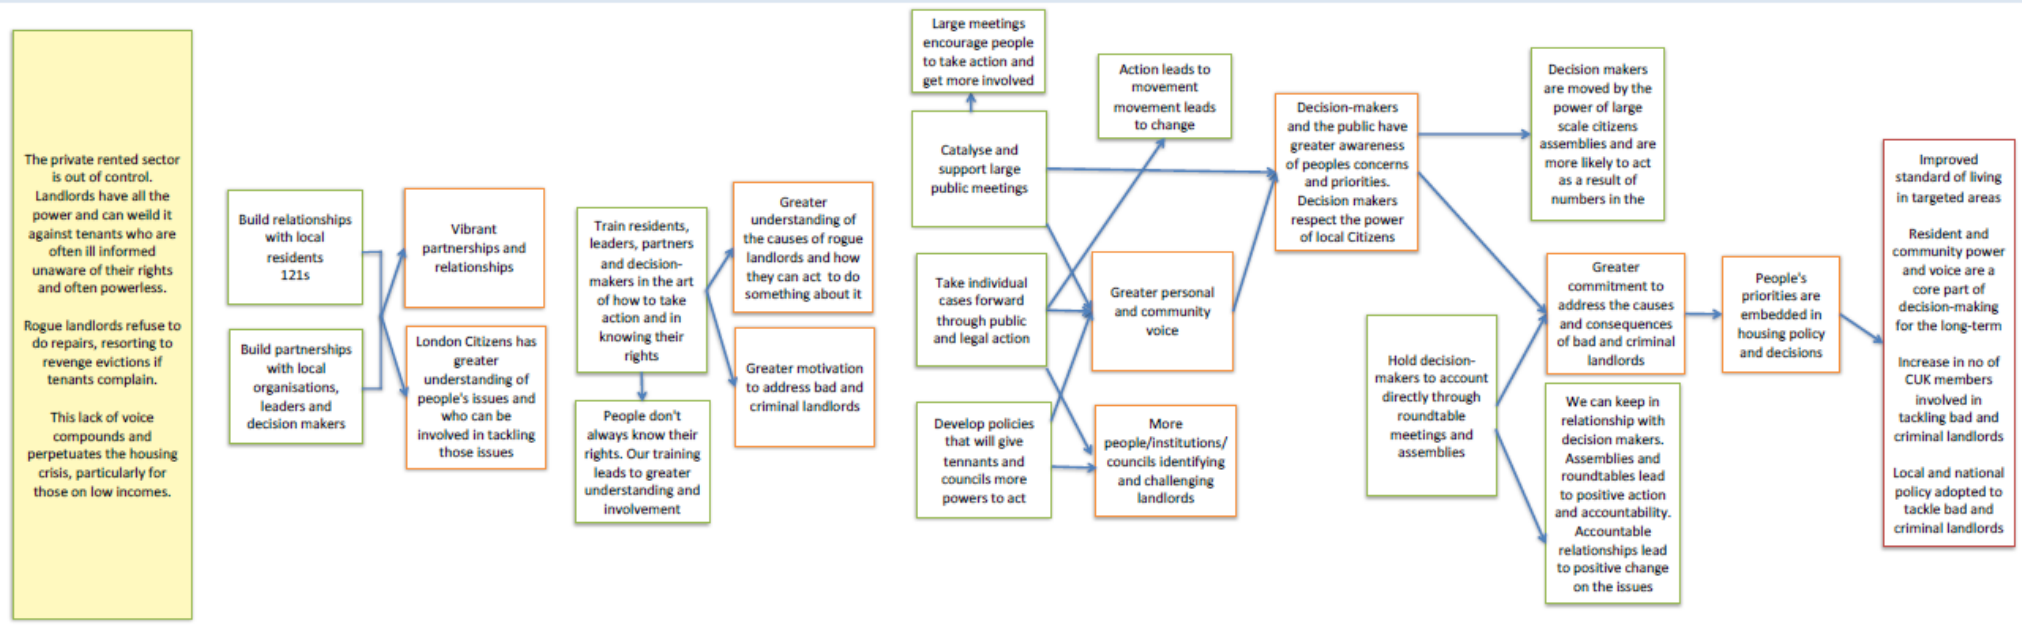 The private rented sector
is out of control.
Landlords have all the
power and can weild it
against tenants who are
often ill informed
unaware of their rights
and often powerless.
Rogue landlords refuse to
do repairs, resorting to
revenge evictions if
tenants complain.
This lack of voice
compounds and
perpetuates the housing
crisis, particularly for
those on low incomes.
Build relationships
with local
residents
121s
Build partnerships
with local
organisations,
leaders and
decision makers
Vibrant
partnerships and
relationships
London Citizens has
greater
understanding of
people's issues and
who can be
involved in tackling
those issues
Train residents,
leaders, partners
and decision-
makers in the art
of how to take
action and in
knowing their
rights
People don't
always know their
rights. Our training
leads to greater
understanding and
involvement
Greater
understanding of
the causes of rogue
landlords and how
they can act to do
something about it
Greater motivation
to address bad and
criminal landlords
Large meetings
encourage people
to take action and
get more involved
Catalyse and
support large
public meetings
Take individual
cases forward
through public
and legal action
Develop policies
that will give
tennants and
councils more
powers to act
Action leads to
movement
movement leads
to change
Greater personal
and community
voice
More
people/institutions/
councils identifying
and challenging
landlords
Decision-makers
and the public have
greater awareness
of peoples concerns
and priorities.
Decision makers
respect the power
of local Citizens
Hold decision-
makers to account
directly through
roundtable
meetings and
assemblies
Decision makers
are moved by the
power of large
scale citizens
assemblies and are
more likely to act
as a result of
numbers in the
Greater
commitment to
address the causes
and consequences
of bad and criminal
landlords
We can keep in
relationship with
decision makers.
Assemblies and
roundtables lead
to positive action
and accountability.
Accountable
relationships lead
to positive change
on the issues
People's
priorities are
embedded in
housing policy
and decisions
Improved
standard of living
in targeted areas
Resident and
community power
and voice are a
core part of
decision-making
for the long-term
Increase in no of
CUK members
involved in
tackling bad and
criminal landlords
Local and national
policy adopted to
tackle bad and
criminal landlords